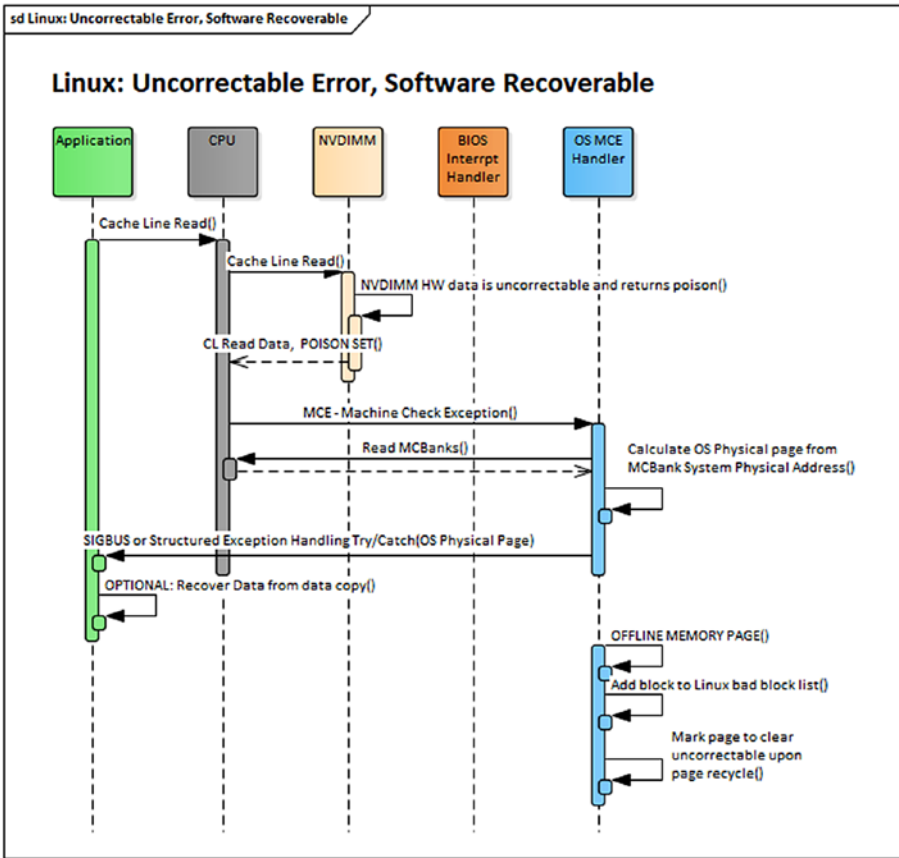 sd Linux: Uncorrectable Error, Software Recoverable
Linux: Uncorrectable Error, Software Recoverable
Application
CPU
NVDIMM
BIOS
Interrpt
Handler
OS MCE
Handler
Cache Line Read()
Cache Line Read()
NVDIMM HW data is uncorrectable and returns poison()
CL Read Data, POISON SET()
MCE - Machine Check Exception()
Read MCBanks()
Calculate OS Physical page from
MCBank System Physical Address()
SIGBUS or Structured Exception Handling Try/Catch(OS Physical Page)
OPTIONAL: Recover Data from data copy()
OFFLINE MEMORY PAGE()
Add block to Linux bad block list()
Mark page to clear
uncorrectable upon
page recycle()